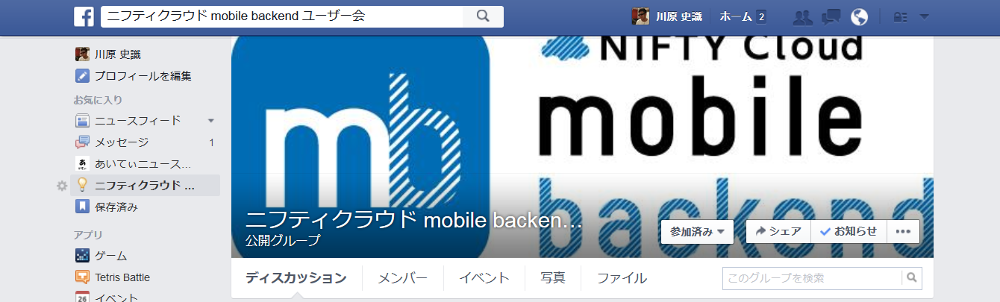 ニフティクラウド mobile backend ユーザー会
川原 史識
ホーム 2
川原 史識
プロフィールを編集
お気に入り
ニュースフィード
メッセージ 1
あいてぃニュース...
ニフティクラウド ...
保存済み
アプリ
ゲーム
Tetris Battle
26 イベント
mb
NIFTY Cloud
mobile
backend
ニフティクラウド mobile backen...
公開グループ
参加済み
シェア
お知らせ
ディスカッション
メンバー
イベント
写真
ファイル
このグループを検索